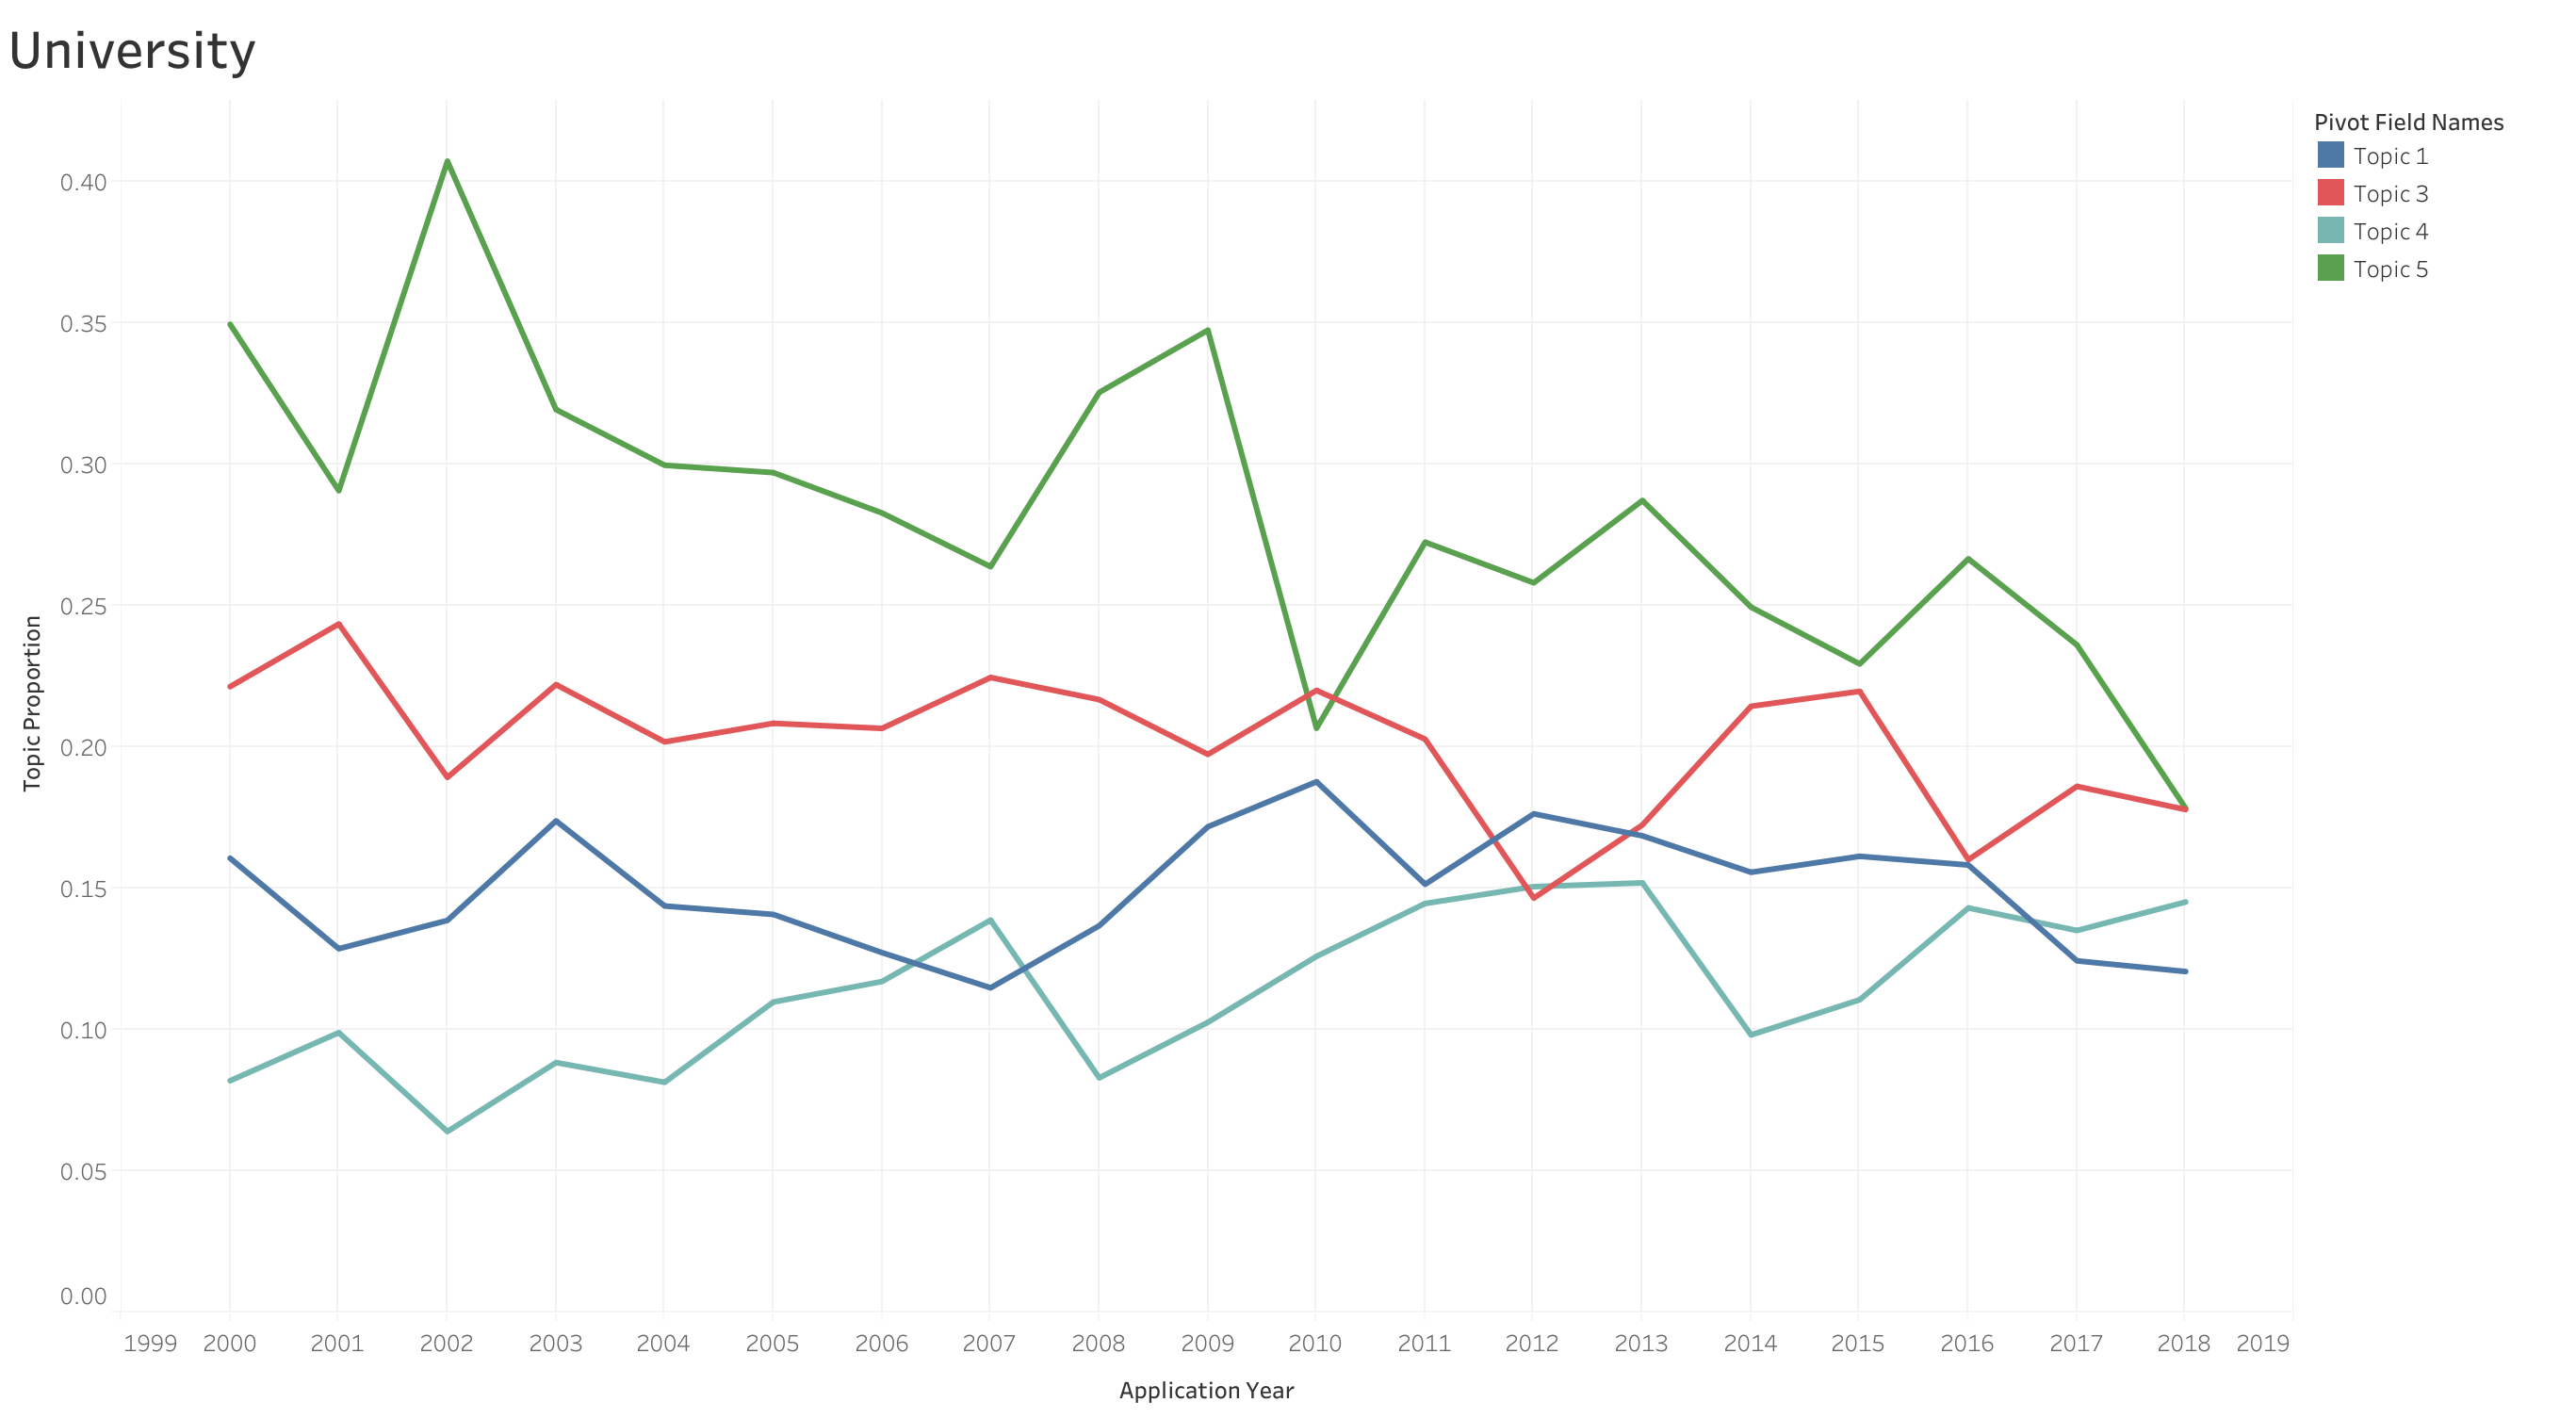 University
Pivot Field Names
Topic 1
Topic 3
Topic 4
Topic 5
0.40
0.35
0.30
0.25
0.20
0.15
0.10
0.05
0.00
Topic Proportion
1999 2000 2001 2002 2003 2004 2005 2006 2007 2008 2009 2010 2011 2012 2013 2014 2015 2016 2017 2018 2019
Application Year